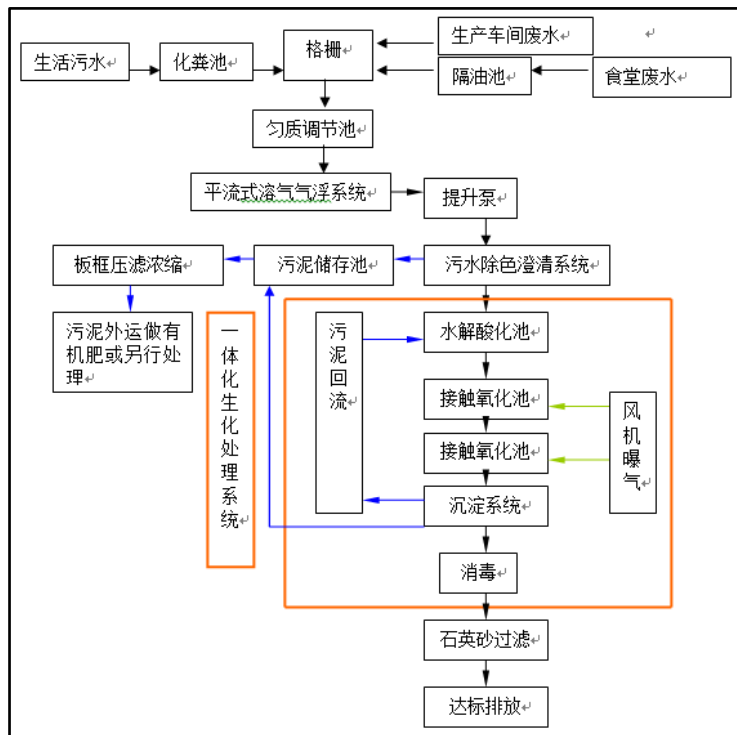 生产车间废水
格栅
生活污水
化粪池
隔油池
食堂废水
匀质调节池
平流式溶气气浮系统
提升泵
板框压滤浓缩
污泥储存池
污水除色澄清系统
污泥外运做有
机肥或另行处
理
一体化生化处理系统
污泥回流
水解酸化池
接触氧化池
风机曝气
接触氧化池
沉淀系统
消毒
石英砂过滤
达标排放